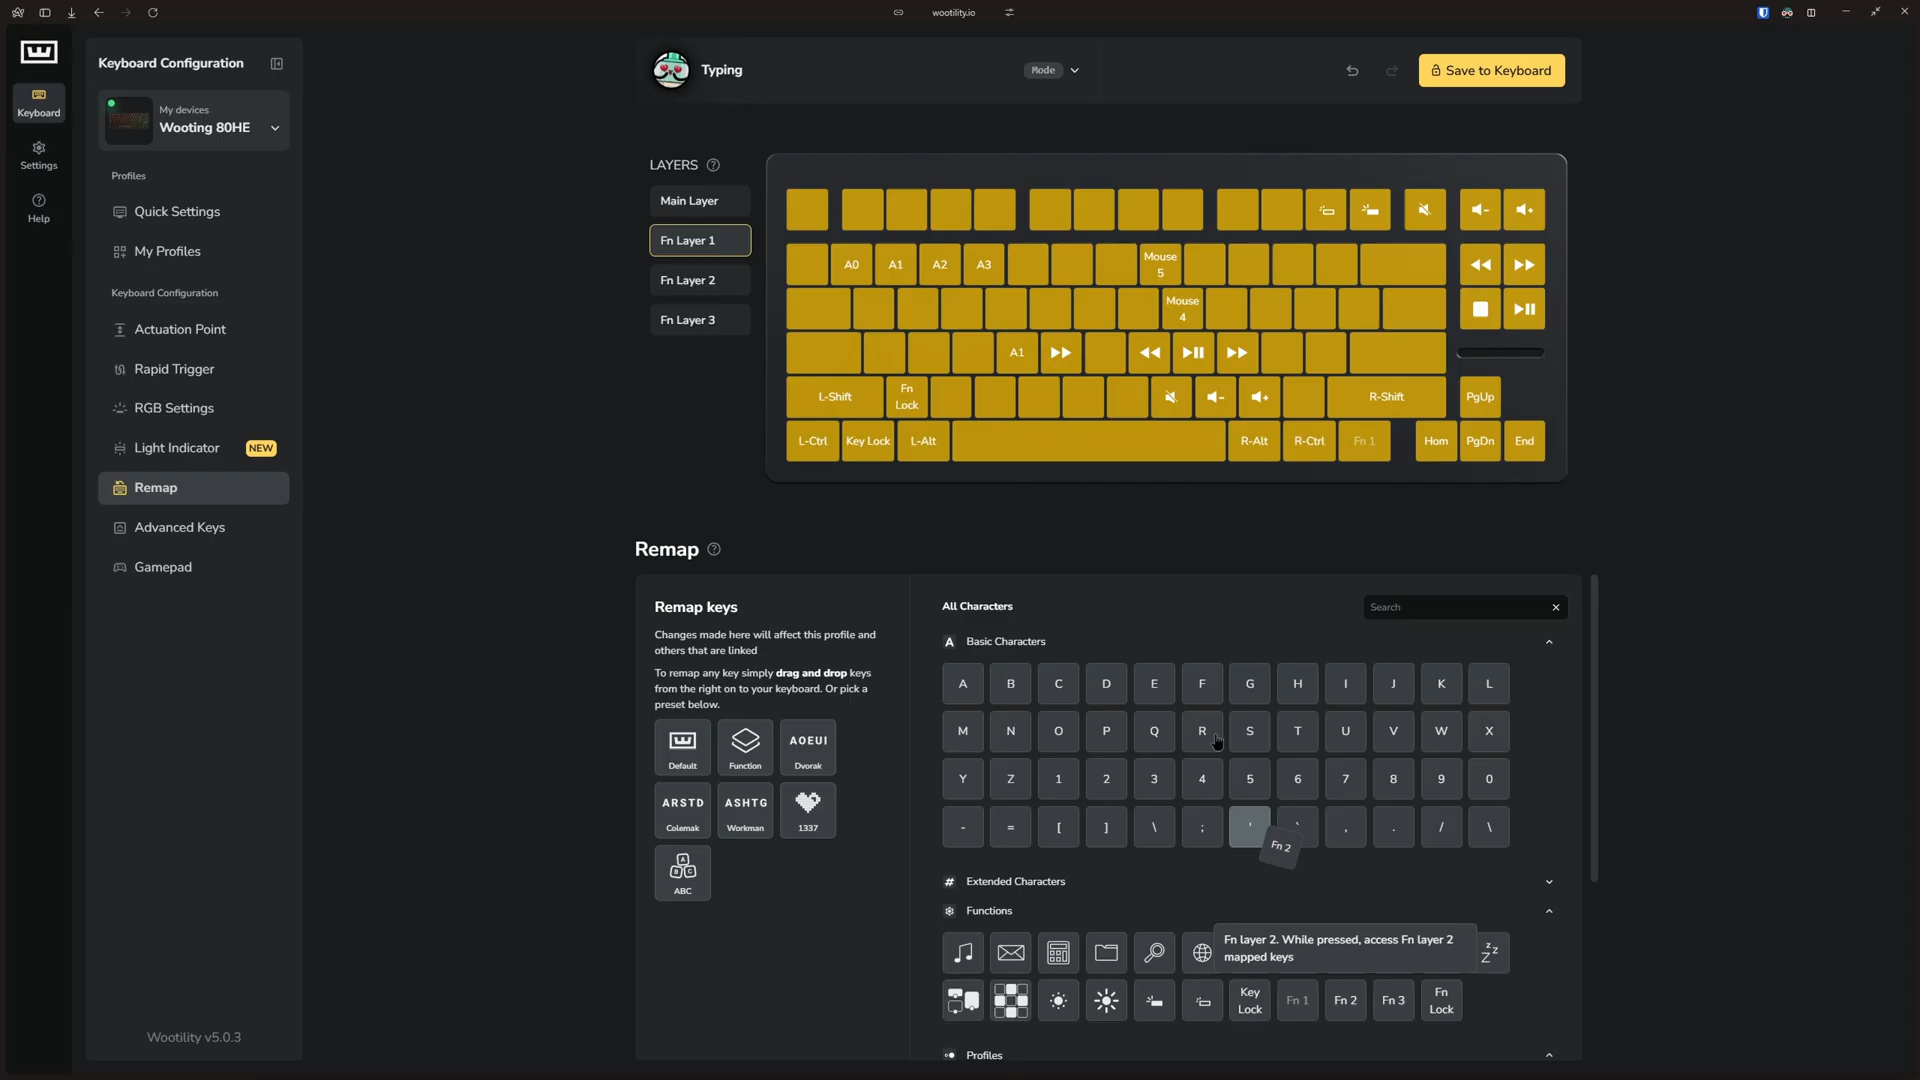 wootility.io
Keyboard
Settings
Help
Keyboard Configuration
My devices
Wooting 80HE
Profiles
Quick Settings
My Profiles
Keyboard Configuration
Actuation Point
Rapid Trigger
RGB Settings
Light Indicator NEW
Remap
Advanced Keys
Gamepad
Wootility v5.0.3
Typing
Mode
Save to Keyboard
LAYERS
Main Layer
Fn Layer 1
Fn Layer 2
Fn Layer 3
A0 A1 A2 A3 Mouse
5
Mouse
4
A1
L-Shift Fn
Lock R-Shift PgUp
L-Ctrl Key Lock L-Alt R-Alt R-Ctrl Fn 1 Hom PgDn End
Remap
Remap keys
Changes made here will affect this profile and
others that are linked
To remap any key simply drag and drop keys
from the right on to your keyboard. Or pick a
preset below.
Default
Function
AOEUI
Dvorak
ARSTD
Colemak
ASHTG
Workman
1337
A B C
ABC
All Characters
Search
A Basic Characters
A B C D E F G H I J K L
M N O P Q R S T U V W X
Y Z 1 2 3 4 5 6 7 8 9 0
- = [ ] \ ; ' ` , . / \
Fn 2
# Extended Characters
Functions
Fn layer 2. While pressed, access Fn layer 2
mapped keys
z z Z
Key
Lock
Fn 1 Fn 2 Fn 3
Fn
Lock
Profiles